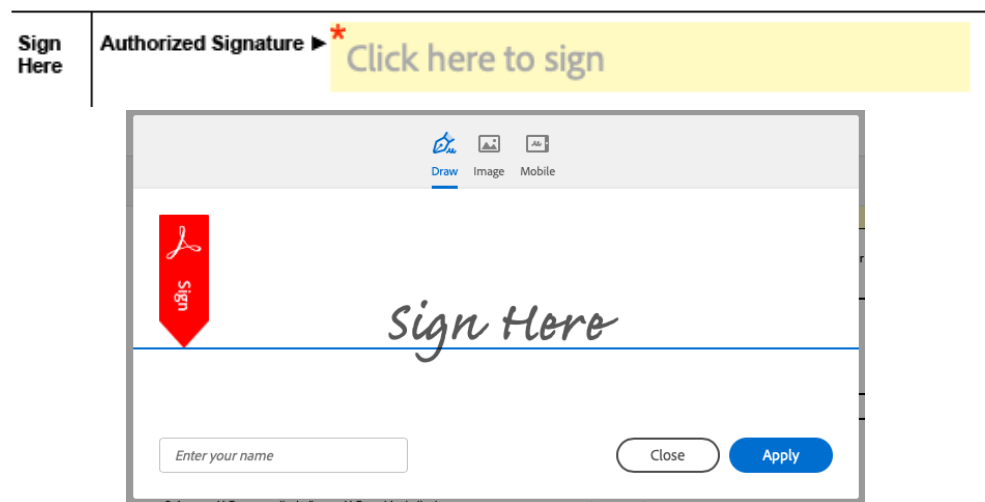 Sign
Here
Authorized Signature ►
*
Click here to sign
Draw Image Mobile
Sign
Sign Here
Enter your name
Close Apply